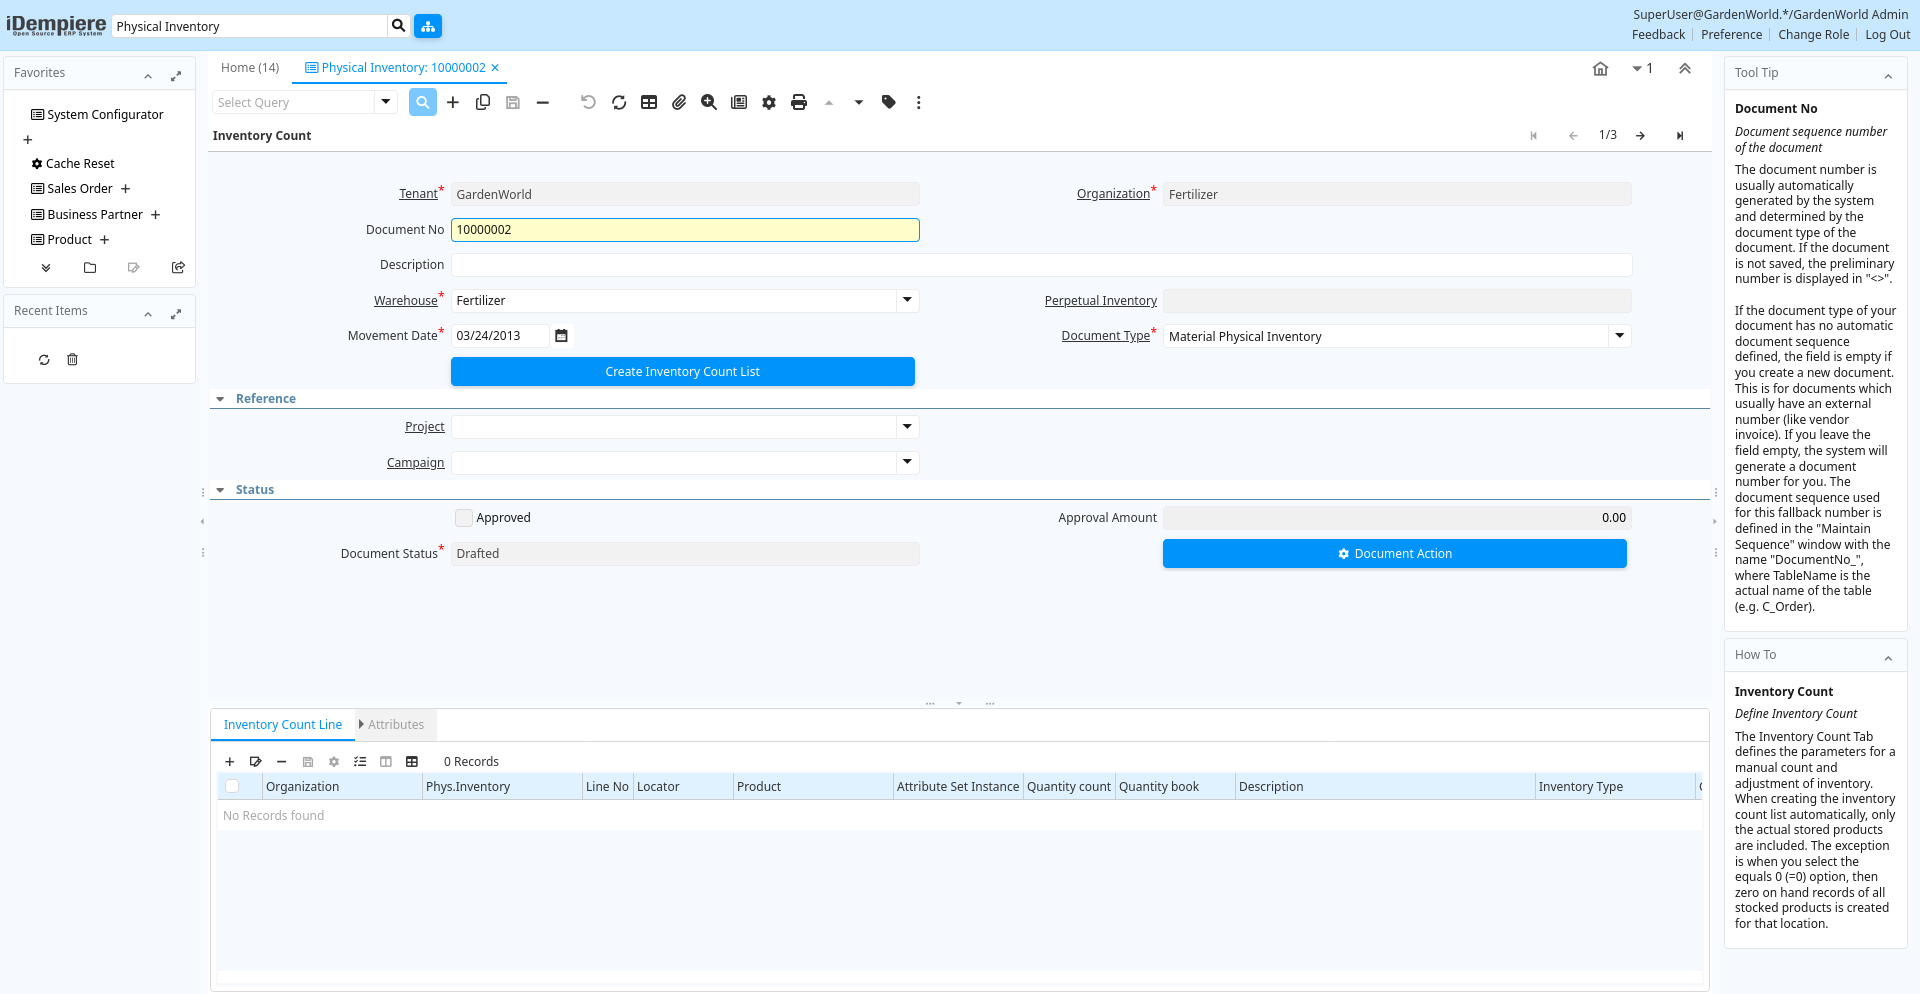 iDempiere
Open Source ERP System
Physical Inventory
SuperUser@GardenWorld.*/GardenWorld Admin
Feedback
Preference
Change Role
Log Out
Favorites
System Configurator
Cache Reset
Sales Order
Business Partner
Product
Recent Items
Home (14)
Physical Inventory: 10000002
1
Select Query
Inventory Count
1/3
Tenant*
GardenWorld
Organization*
Fertilizer
Document No
10000002
Description
Warehouse*
Fertilizer
Perpetual Inventory
Movement Date*
03/24/2013
Document Type*
Material Physical Inventory
Create Inventory Count List
Reference
Project
Campaign
Status
Approved
Approval Amount
0.00
Document Status*
Drafted
Document Action
Inventory Count Line
Attributes
0 Records
Organization
Phys.Inventory
Line No
Locator
Product
Attribute Set Instance
Quantity count
Quantity book
Description
Inventory Type
No Records found
Tool Tip
Document No
Document sequence number
of the document
The document number is
usually automatically
generated by the system
and determined by the
document type of the
document. If the document
is not saved, the preliminary
number is displayed in "<>".
If the document type of your
document has no automatic
document sequence
defined, the field is empty if
you create a new document.
This is for documents which
usually have an external
number (like vendor
invoice). If you leave the
field empty, the system will
generate a document
number for you. The
document sequence used
for this fallback number is
defined in the "Maintain
Sequence" window with the
name "DocumentNo_",
where TableName is the
actual name of the table
(e.g. C_Order).
How To
Inventory Count
Define Inventory Count
The Inventory Count Tab
defines the parameters for a
manual count and
adjustment of inventory.
When creating the inventory
count list automatically, only
the actual stored products
are included. The exception
is when you select the
equals 0 (=0) option, then
zero on hand records of all
stocked products is created
for that location.